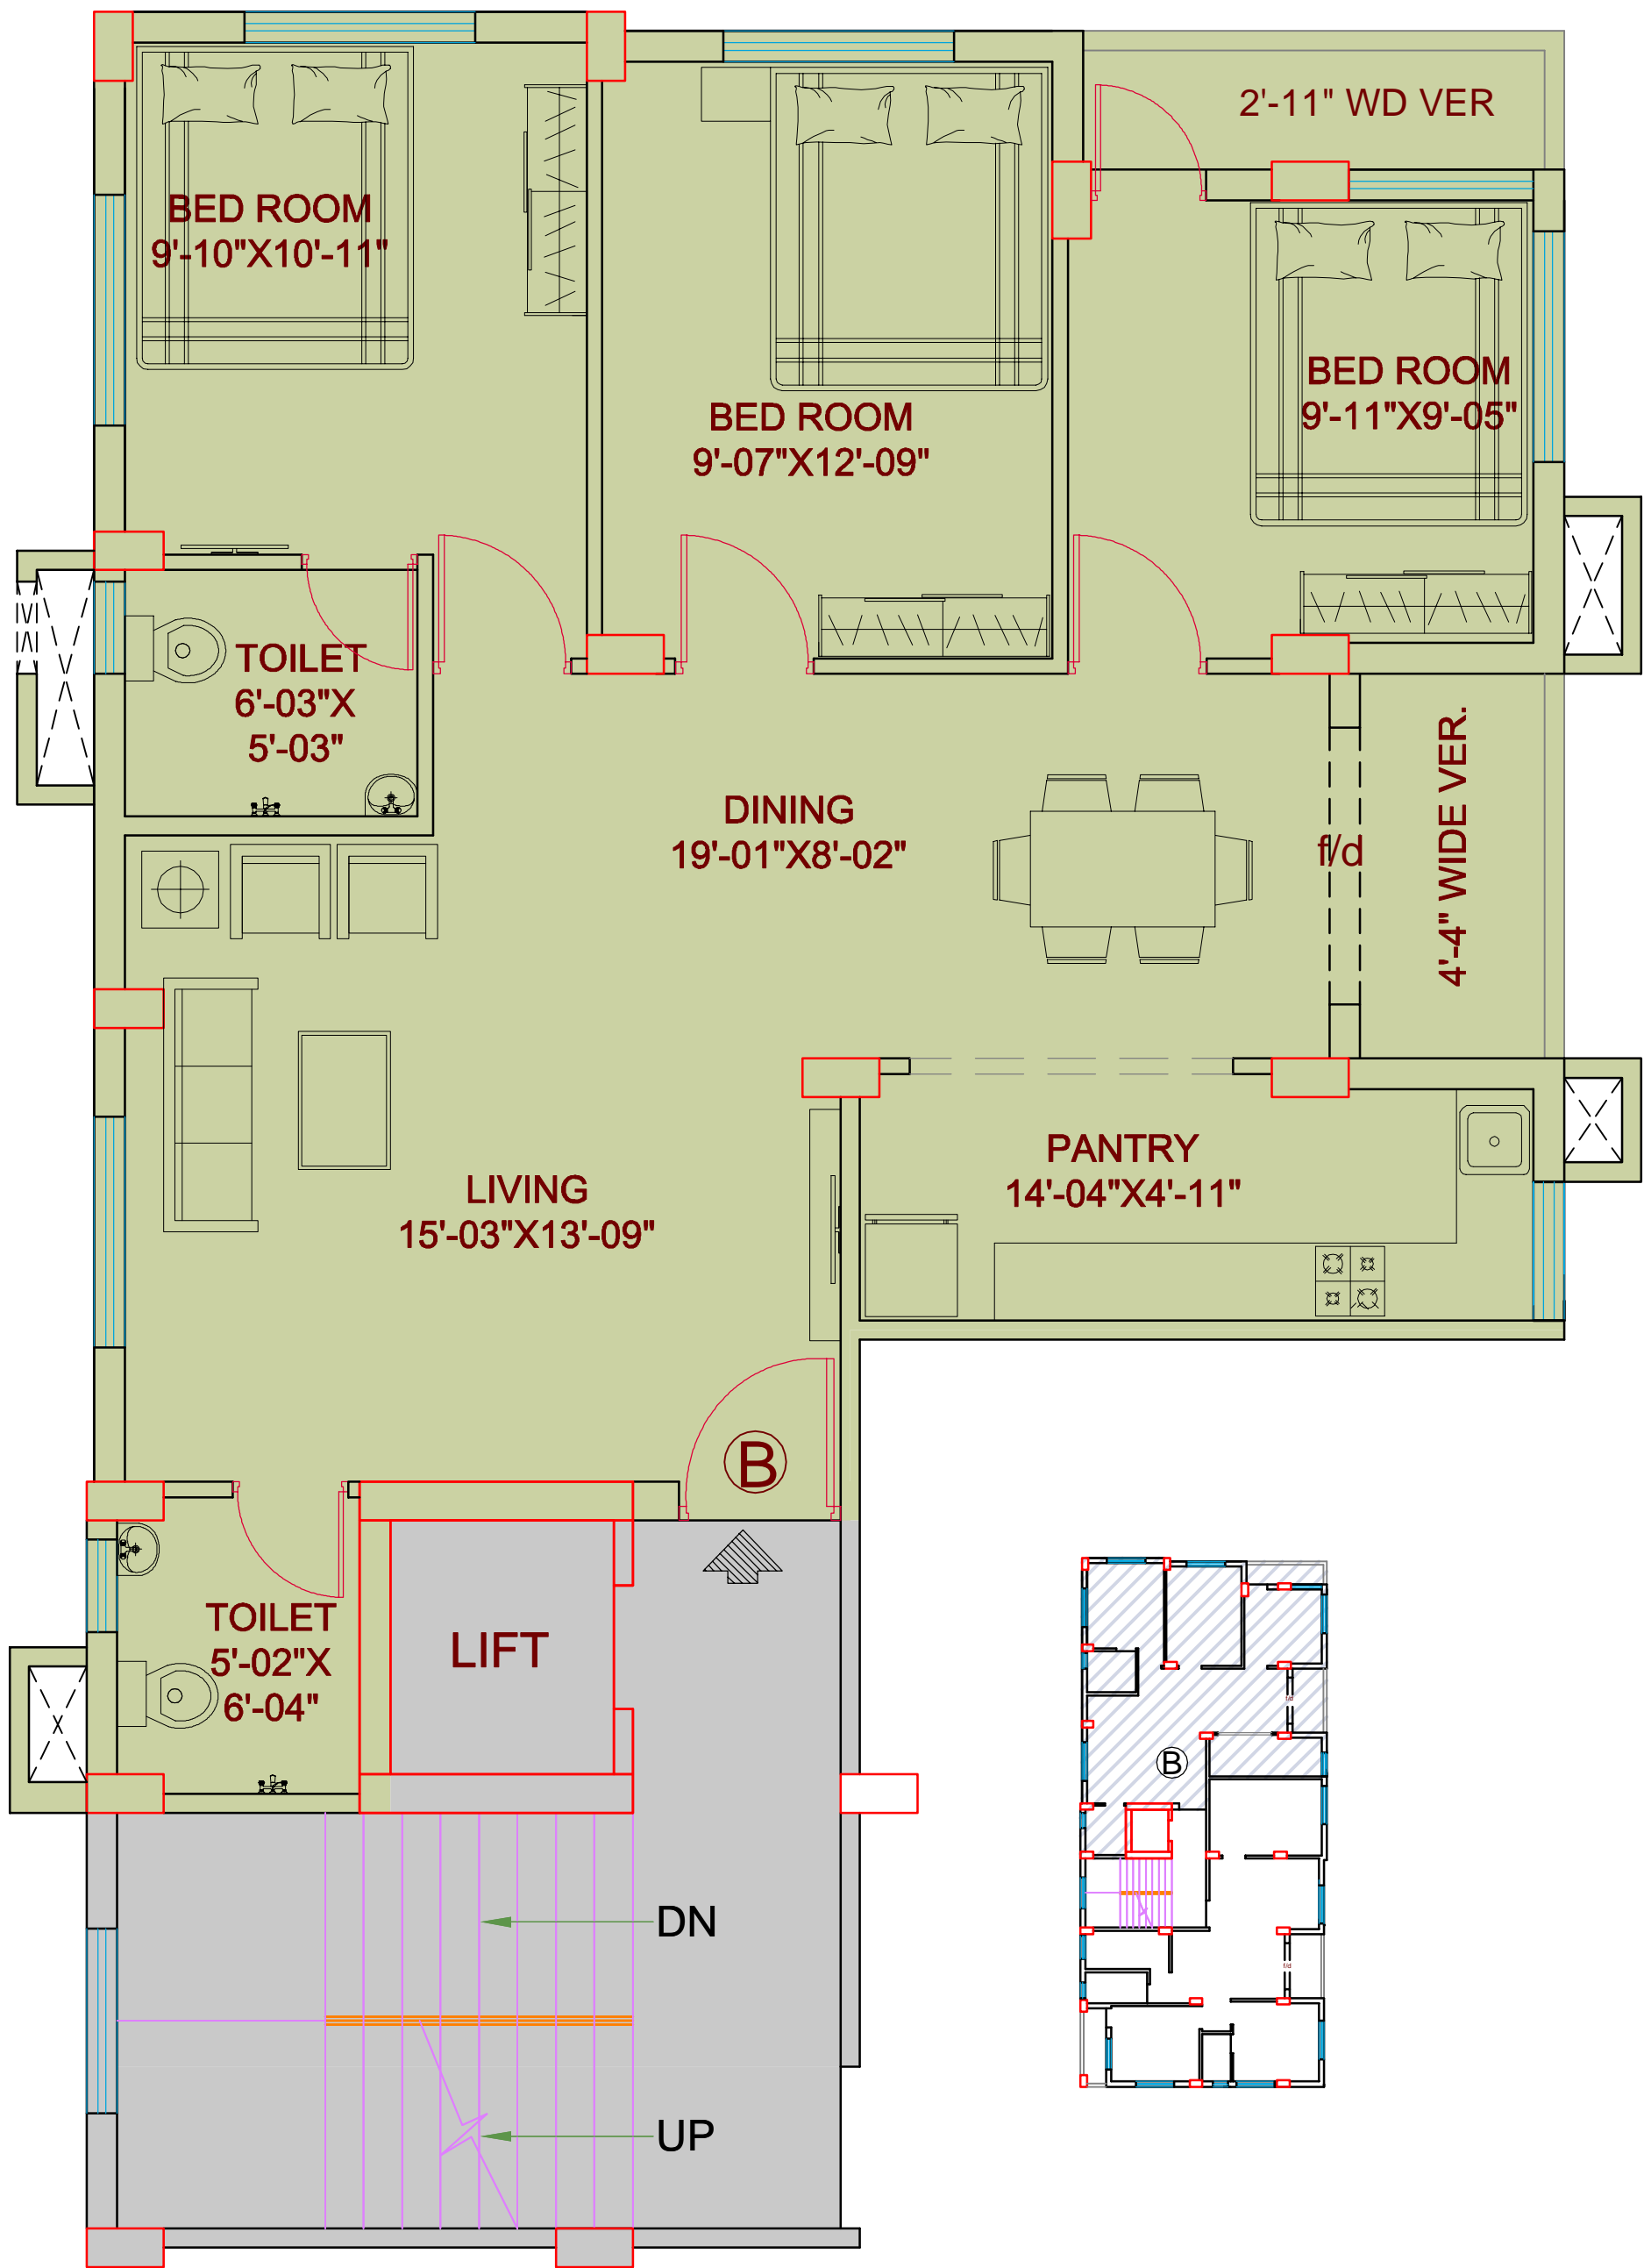 2'-11" WD VER
BED ROOM
9'-10"X10'-11"
BED ROOM
9'-07"X12'-09"
BED ROOM
9'-11"X9'-05"
TOILET
6'-03"X
5'-03"
DINING
19'-01"X8'-02"
f/d
4'-4" WIDE VER.
PANTRY
14'-04"X4'-11"
LIVING
15'-03"X13'-09"
B
TOILET
5'-02"X
6'-04"
LIFT
DN
UP
f/d
B
f/d